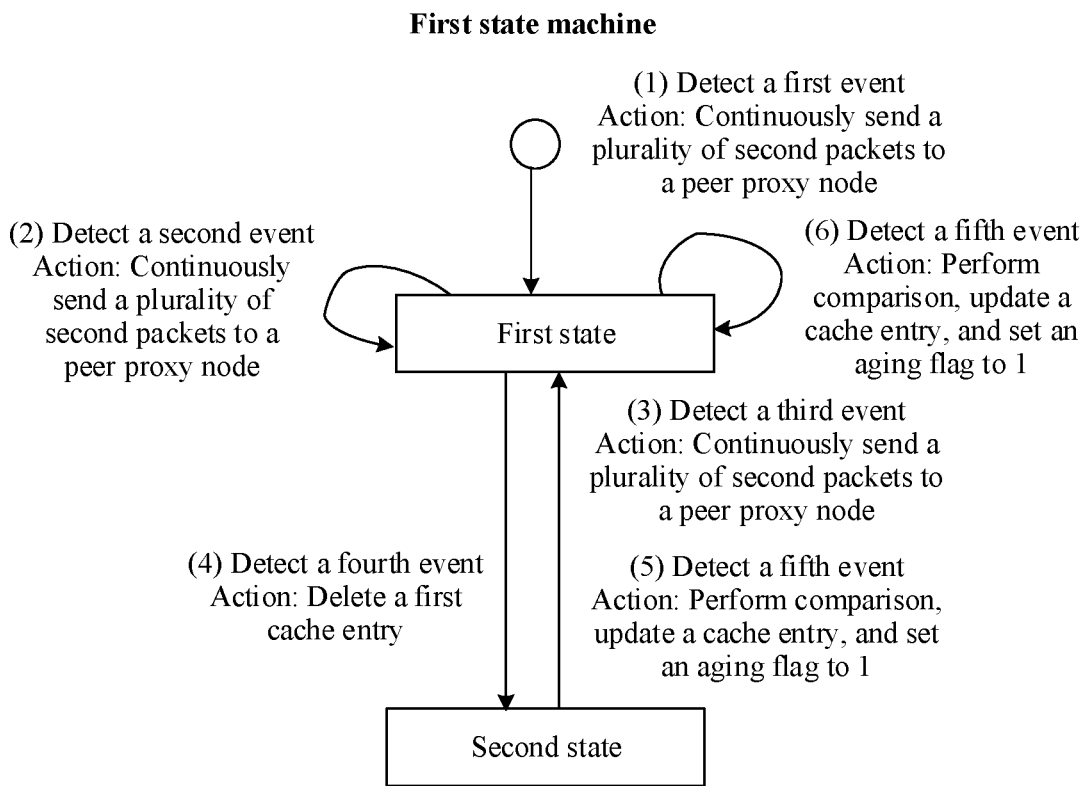 First state machine
(1) Detect a first event
Action: Continuously send a
plurality of second packets to
a peer proxy node
(2) Detect a second event
Action: Continuously
send a plurality of
second packets to a
peer proxy node
(6) Detect a fifth event
Action: Perform
comparison, update a
cache entry, and set an
aging flag to 1
First state
(3) Detect a third event
Action: Continuously send a
plurality of second packets to
a peer proxy node
(4) Detect a fourth event
Action: Delete a first
cache entry
(5) Detect a fifth event
Action: Perform comparison,
update a cache entry, and set
an aging flag to 1
Second state